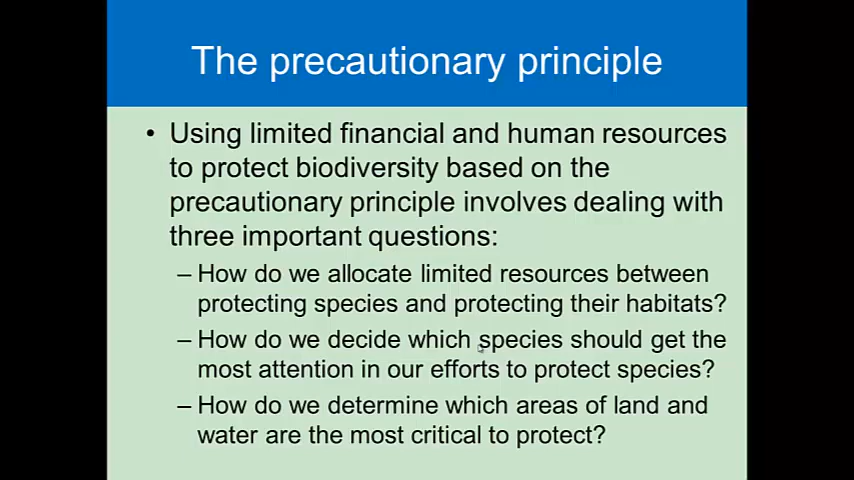 The precautionary principle
• Using limited financial and human resources
to protect biodiversity based on the
precautionary principle involves dealing with
three important questions:
– How do we allocate limited resources between
protecting species and protecting their habitats?
– How do we decide which species should get the
most attention in our efforts to protect species?
– How do we determine which areas of land and
water are the most critical to protect?